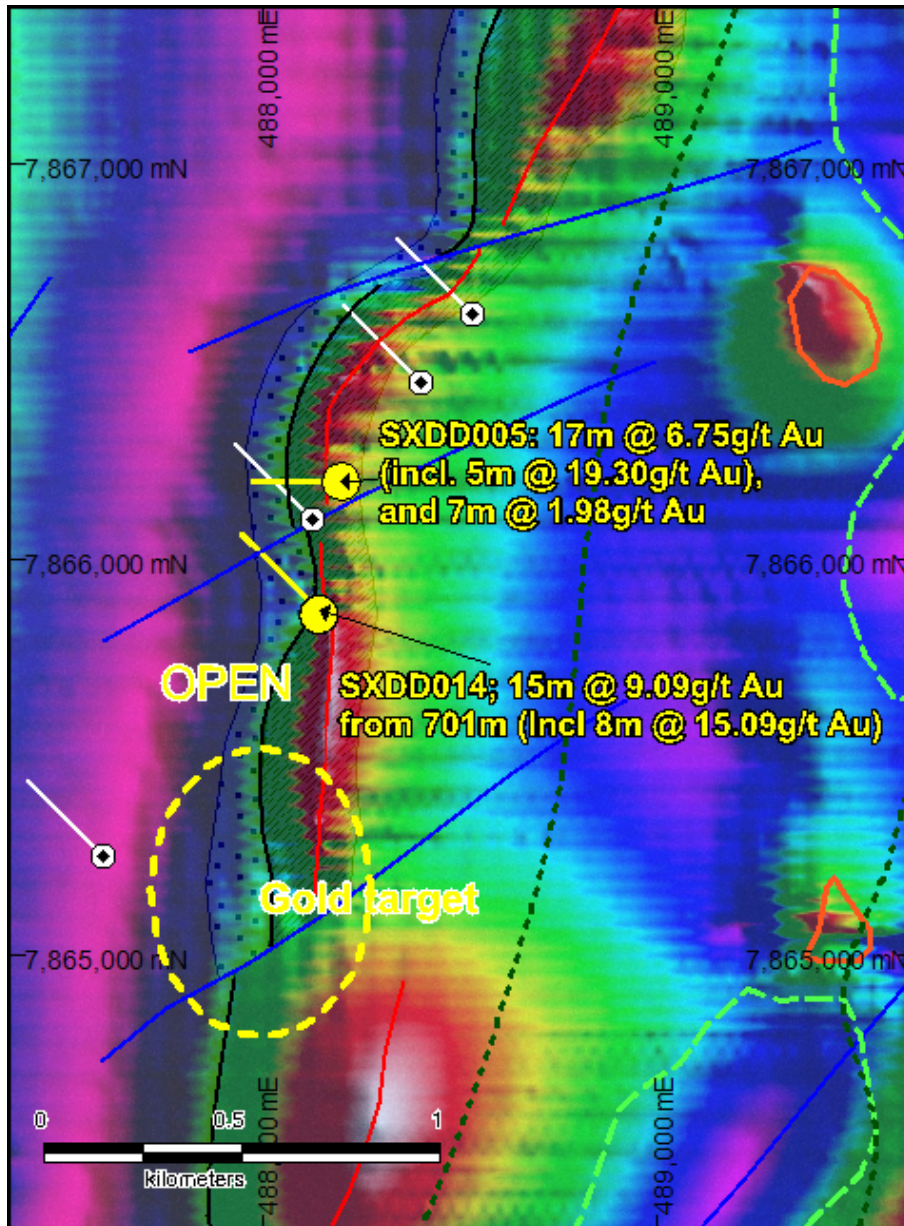 488,000 mE
489,000 mE
7,867,000 mN
7,867,000 mN
SXDD005: 17m @ 6.75g/t Au
(incl. 5m @ 19.30g/t Au),
and 7m @ 1.98g/t Au
7,866,000 mN
7,866,000 mN
OPEN
SXDD014; 15m @ 9.09g/t Au
from 701m (Incl 8m @ 15.09g/t Au)
Gold target
7,865,000 mN
7,865,000 mN
488,000 mE
489,000 mE
0
0.5
1
kilometers